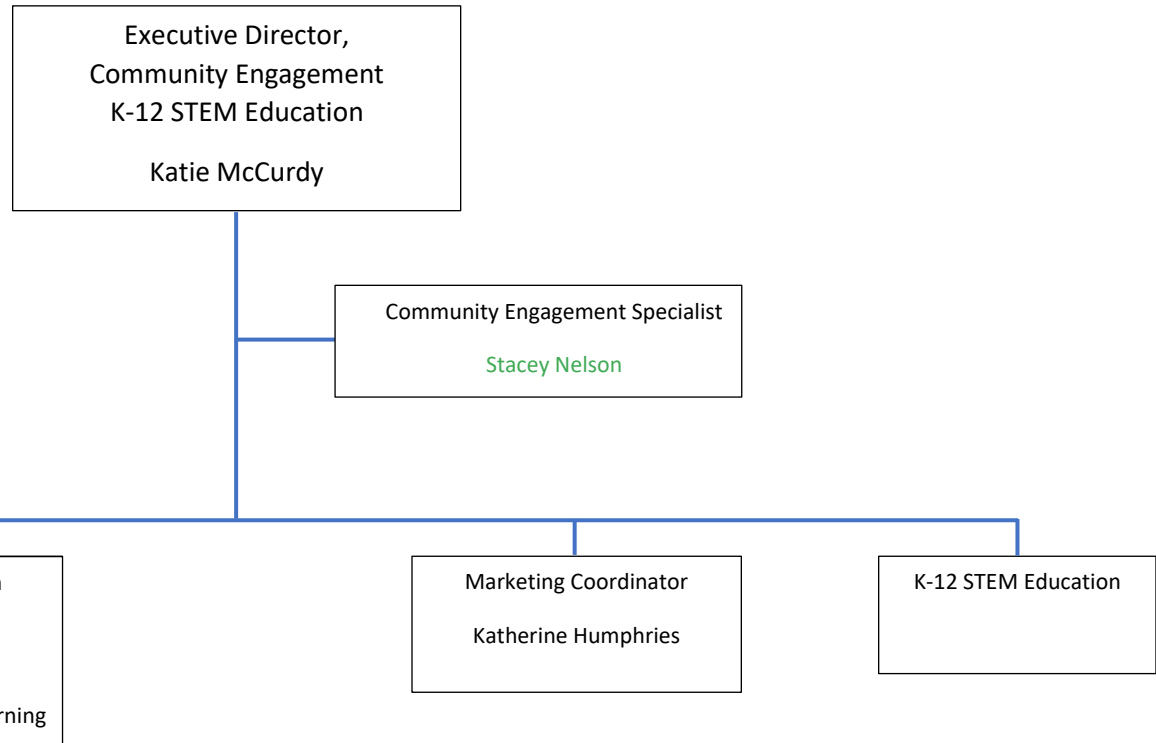 Executive Director,
Community Engagement
K-12 STEM Education
Katie McCurdy
Community Engagement Specialist
Stacey Nelson
Marketing Coordinator
Katherine Humphries
K-12 STEM Education